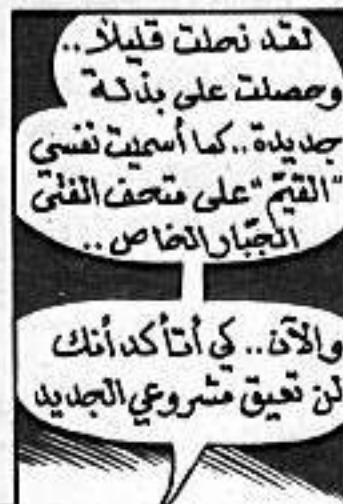 لقد نحلت قليلاً..
وحصلت على بذلة
جديدة.. كما أسميت نفسي
"القيّم" على متحف الفتى
الجبّار الخاص..
والآن.. كي أتأكد أنك
لن تعيق مشروعي الجديد